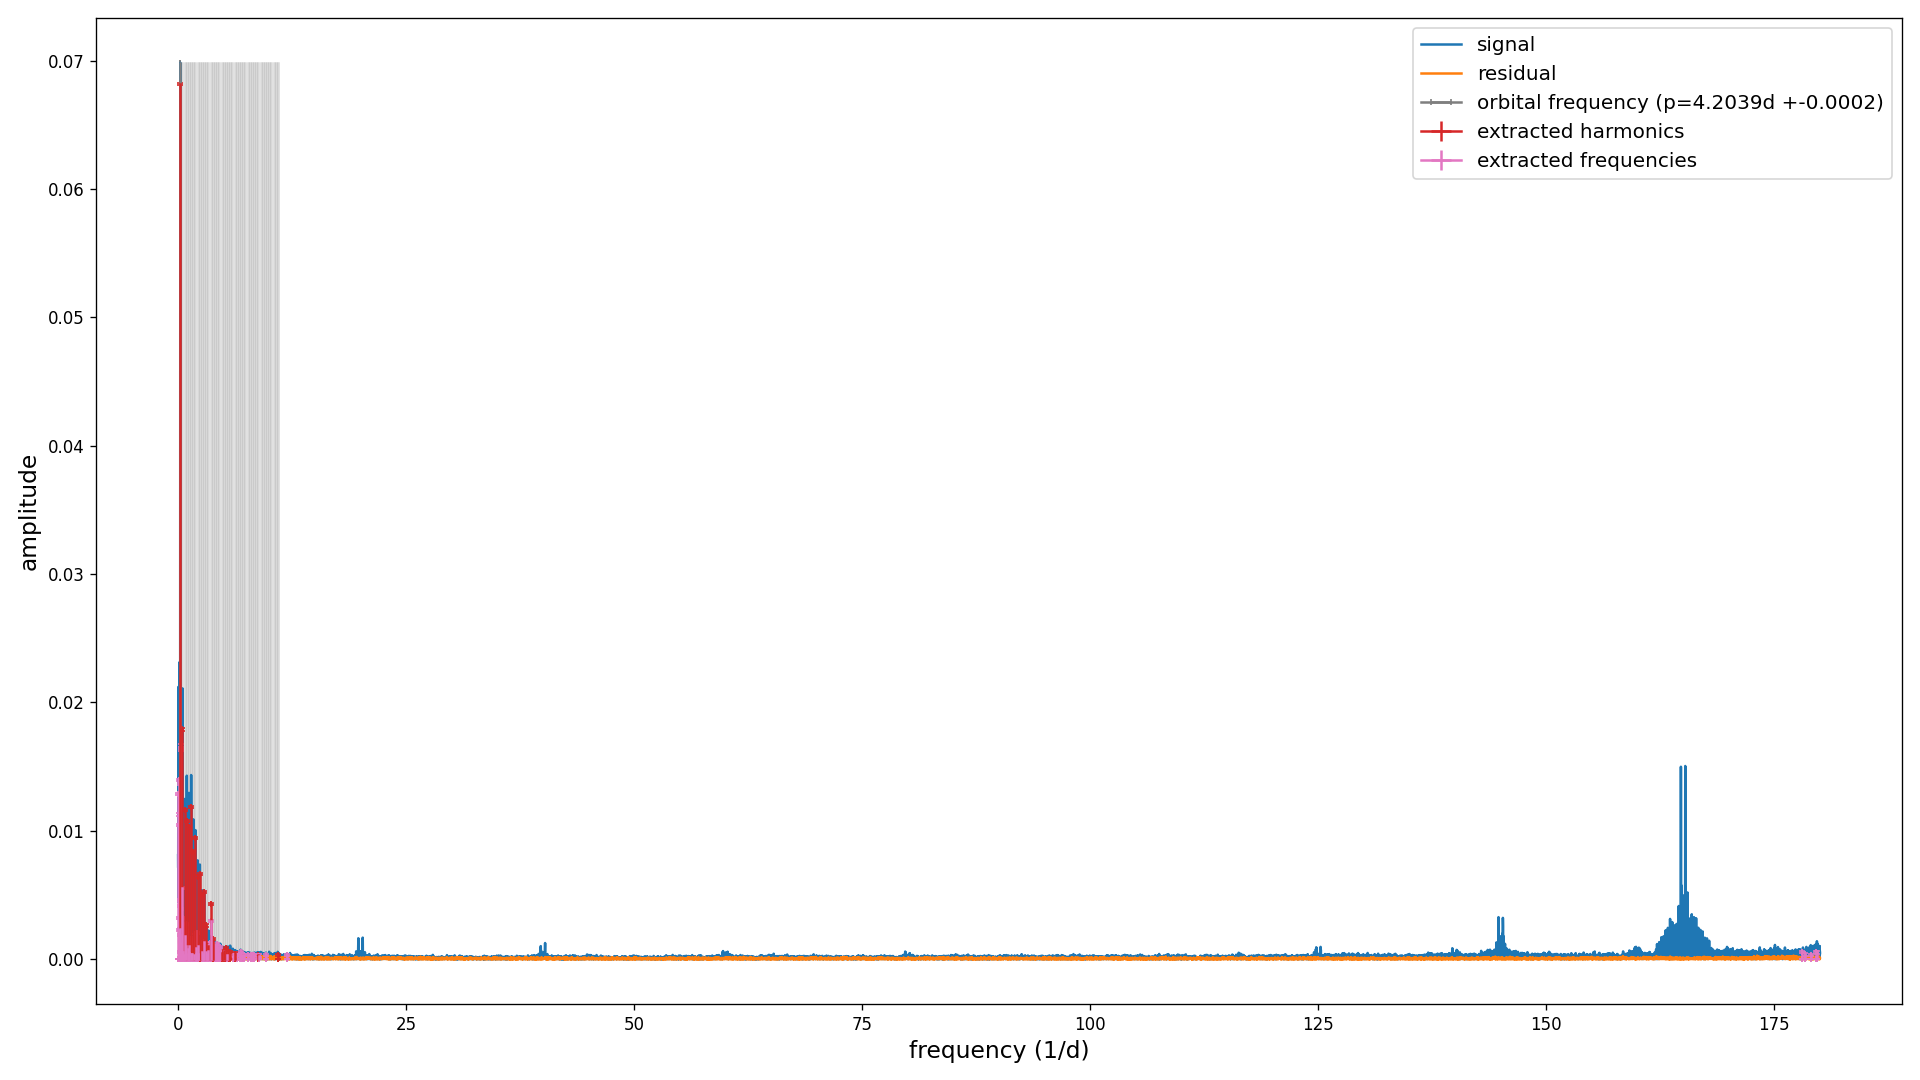 0.07
0.06
0.05
0.04
0.03
0.02
0.01
0.00
amplitude
0
25
50
75
100
125
150
175
frequency (1/d)
signal
residual
orbital frequency (p=4.2039d +-0.0002)
extracted harmonics
extracted frequencies